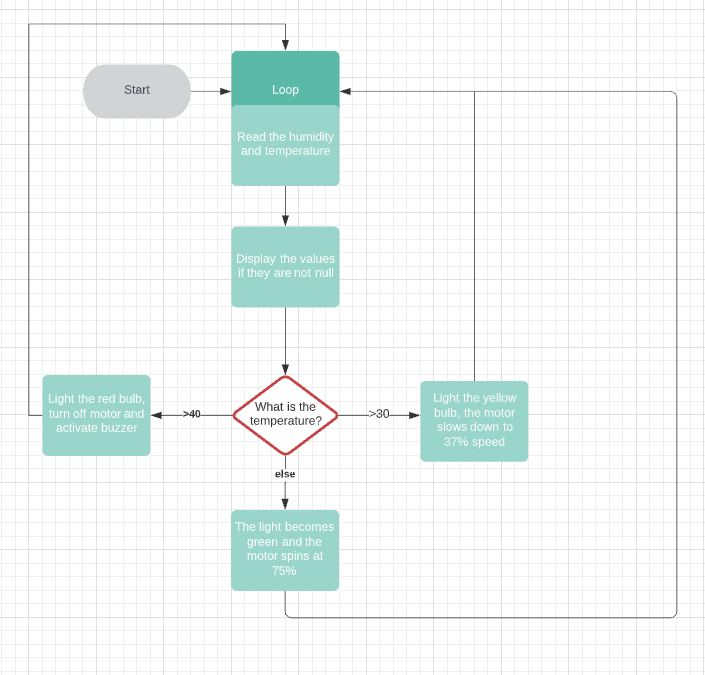 Start
Loop
Read the humidity
and temperature
Display the values
if they are not null
Light the red bulb,
turn off motor and
activate buzzer
>40
What is the
temperature?
>30
Light the yellow
bulb, the motor
slows down to
37% speed
else
The light becomes
green and the
motor spins at
75%